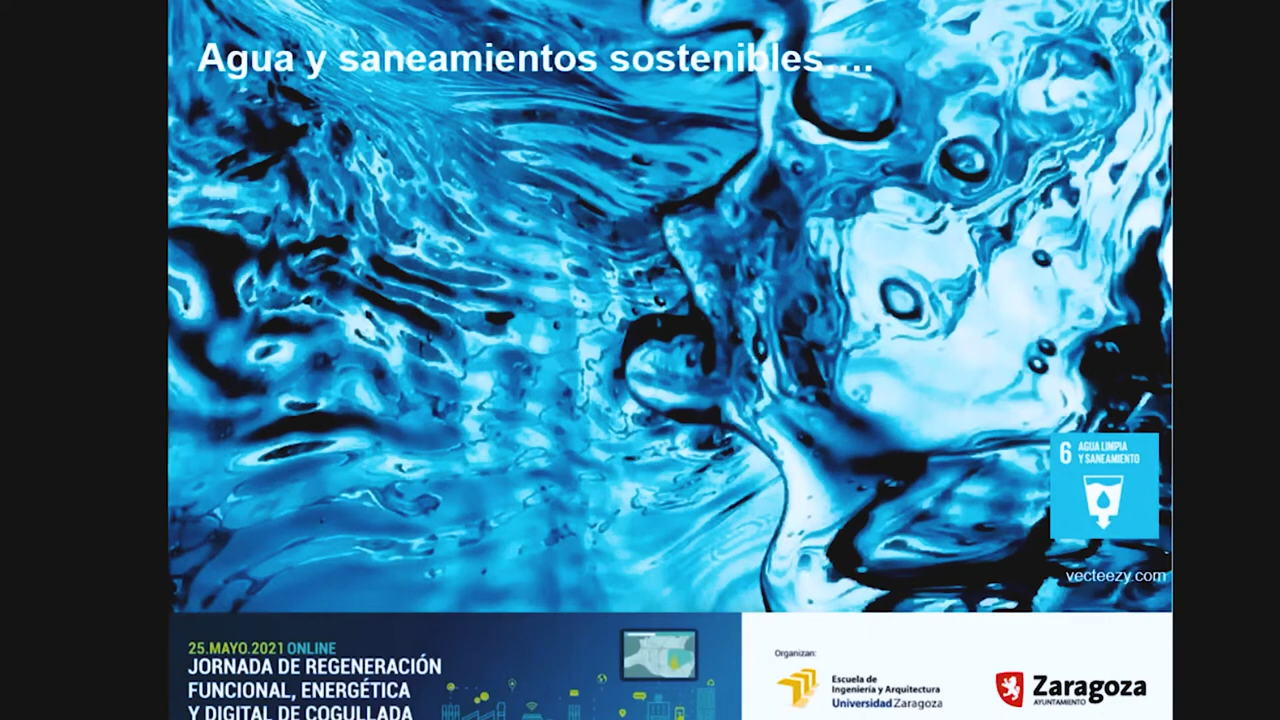 Agua y saneamientos sostenibles....
6 AGUA LIMPIA
Y SANEAMIENTO
vecteezy.com
25.MAYO.2021 ONLINE
JORNADA DE REGENERACIÓN
FUNCIONAL, ENERGÉTICA
Y DIGITAL DE COGULLADA
Organizan:
Escuela de
Ingeniería y Arquitectura
Universidad Zaragoza
Zaragoza
AYUNTAMIENTO